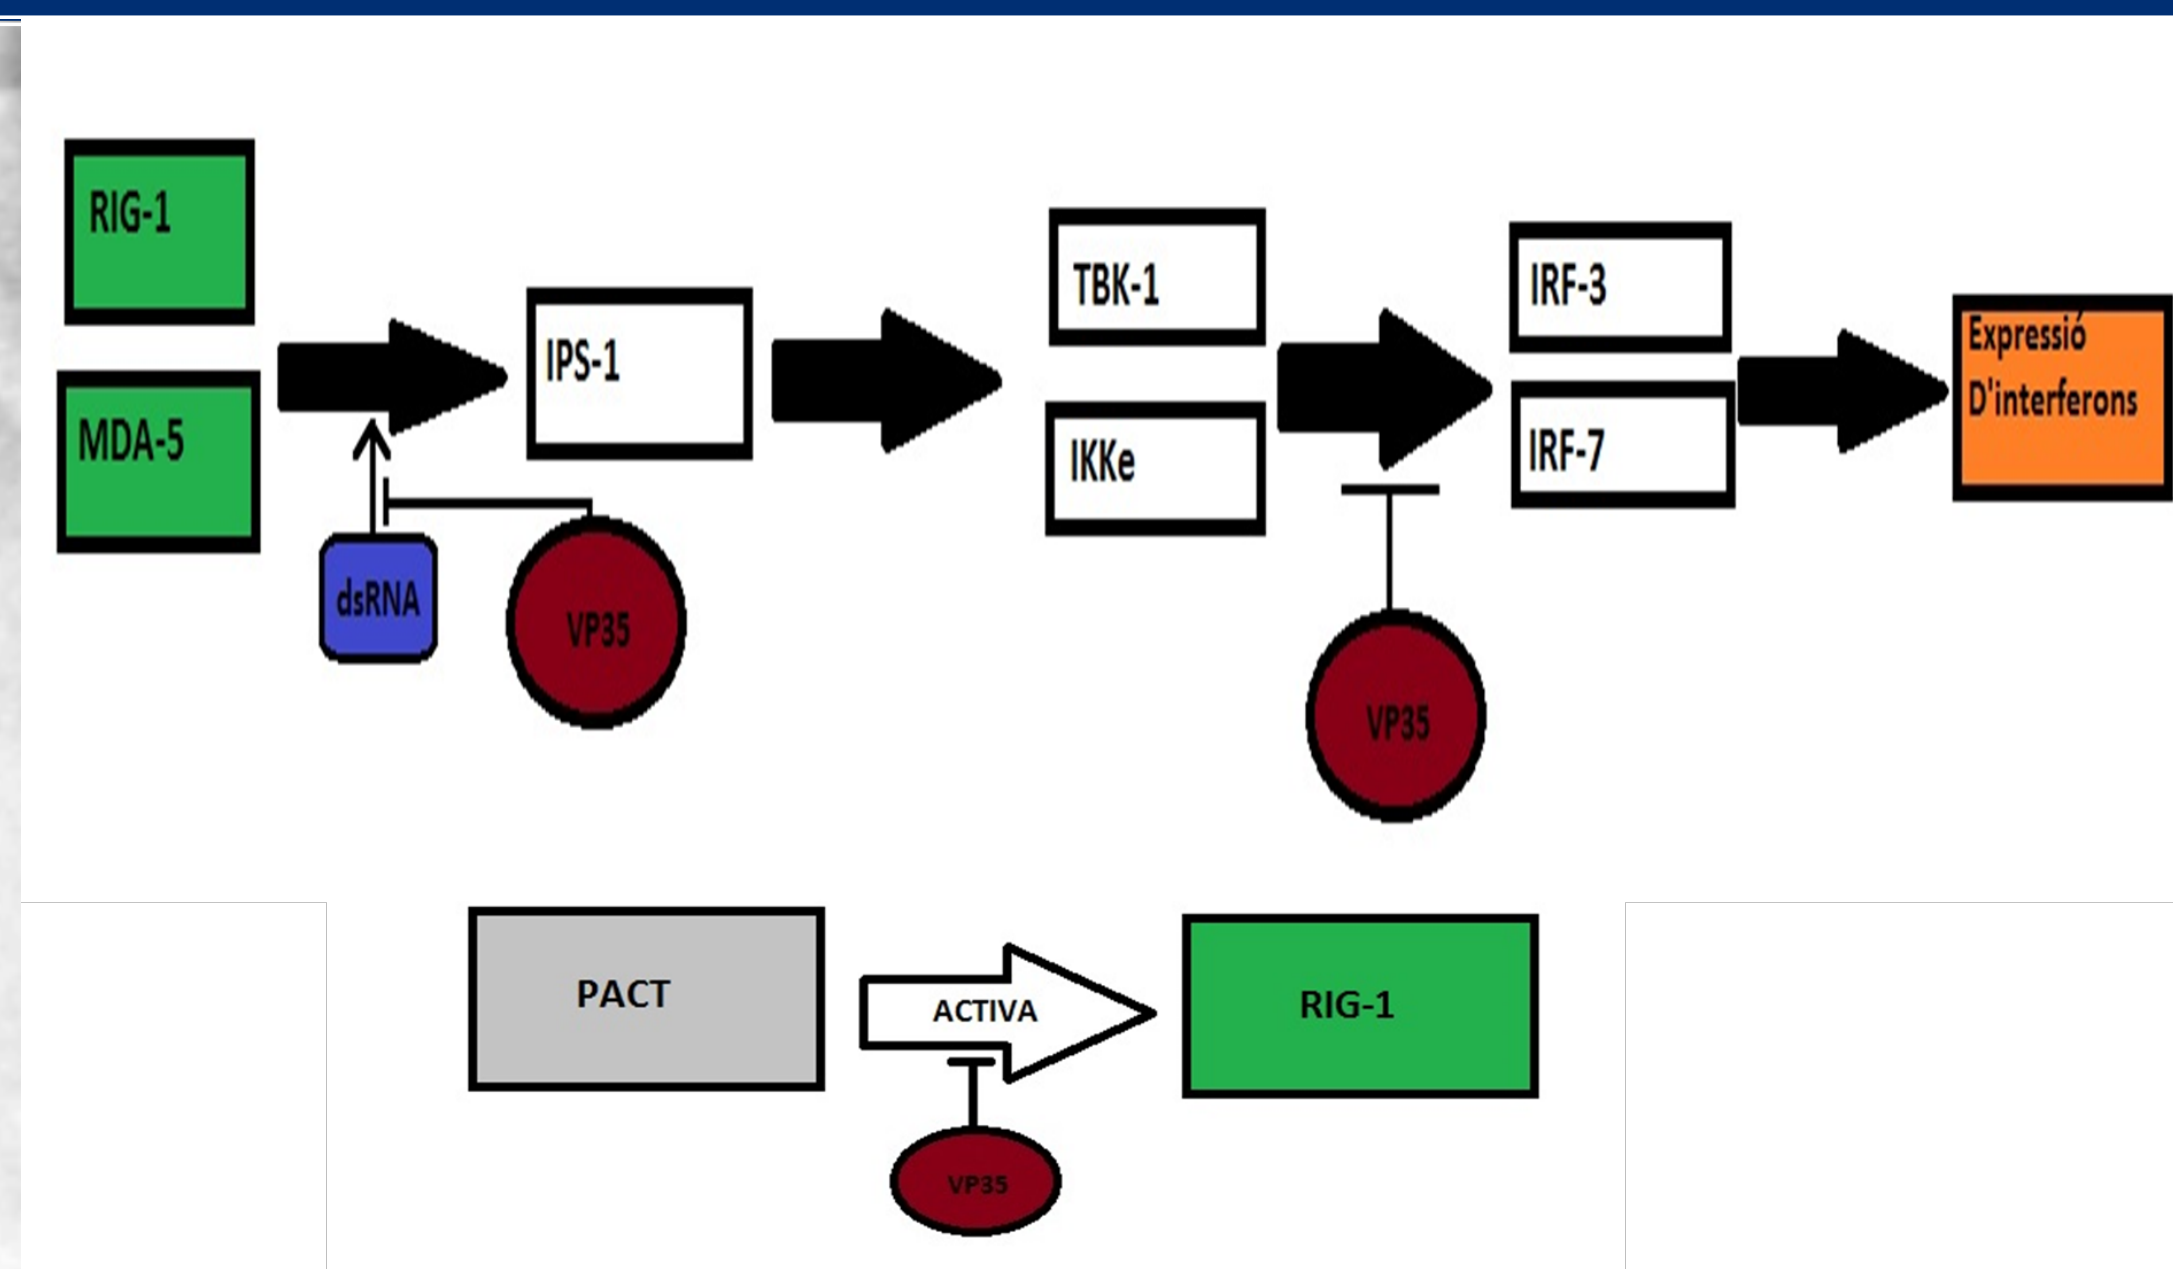 RIG-1
MDA-5
dsRNA
IPS-1
VP35
TBK-1
IKKe
VP35
IRF-3
IRF-7
Expressió
D'interferons
PACT
ACTIVA
RIG-1
VP35